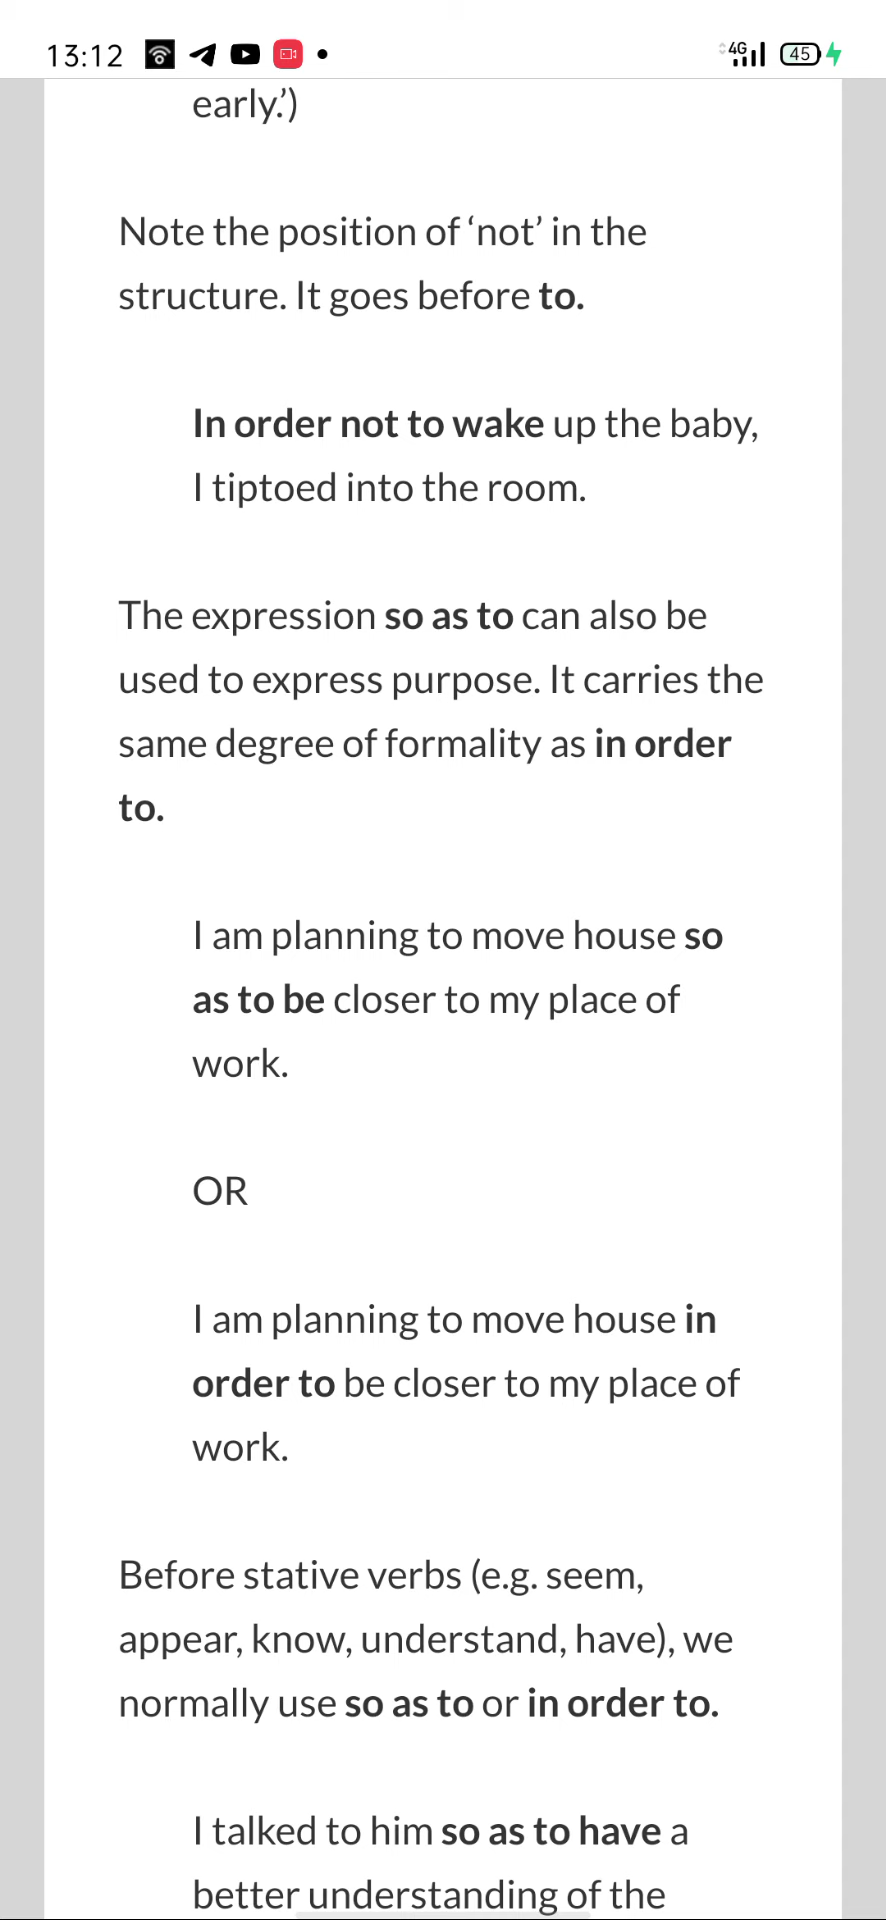 13:12
4G
45
early.’)
Note the position of ‘not’ in the
structure. It goes before to.
In order not to wake up the baby,
I tiptoed into the room.
The expression so as to can also be
used to express purpose. It carries the
same degree of formality as in order
to.
I am planning to move house so
as to be closer to my place of
work.
OR
I am planning to move house in
order to be closer to my place of
work.
Before stative verbs (e.g. seem,
appear, know, understand, have), we
normally use so as to or in order to.
I talked to him so as to have a
better understanding of the